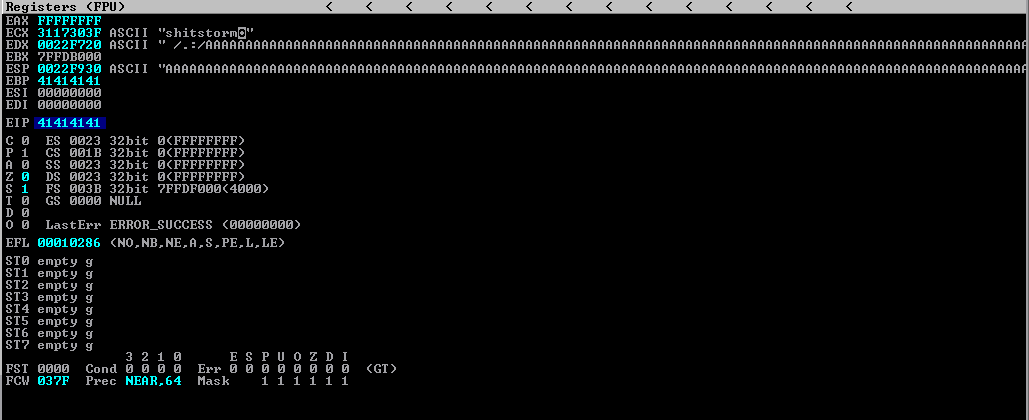 Registers (FPU) < < < < < < < < < < < < < <
EAX FFFFFFFF
ECX 3117303F ASCII "shitstorm◘"
EDX 0022F720 ASCII " /.:/AAAAAAAAAAAAAAAAAAAAAAAAAAAAAAAAAAAAAAAAAAAAAAAAAAAAAAAAAAAAAAAAAAAAAAAAAAAAAAAAAAAAAAAAAAAAAAAAAAAAAA
EBX 7FFDB000
ESP 0022F930 ASCII "AAAAAAAAAAAAAAAAAAAAAAAAAAAAAAAAAAAAAAAAAAAAAAAAAAAAAAAAAAAAAAAAAAAAAAAAAAAAAAAAAAAAAAAAAAAAAAAAAAAAAAAAAAA
EBP 41414141
ESI 00000000
EDI 00000000
EIP 41414141
C 0 ES 0023 32bit 0(FFFFFFFF)
P 1 CS 001B 32bit 0(FFFFFFFF)
A 0 SS 0023 32bit 0(FFFFFFFF)
Z 0 DS 0023 32bit 0(FFFFFFFF)
S 1 FS 003B 32bit 7FFDF000(4000)
T 0 GS 0000 NULL
D 0
O 0 LastErr ERROR_SUCCESS (00000000)
EFL 00010286 (NO,NB,NE,A,S,PE,L,LE)
ST0 empty g
ST1 empty g
ST2 empty g
ST3 empty g
ST4 empty g
ST5 empty g
ST6 empty g
ST7 empty g
3 2 1 0 E S P U O Z D I
FST 0000 Cond 0 0 0 0 Err 0 0 0 0 0 0 0 0 (GT)
FCW 037F Prec NEAR,64 Mask 1 1 1 1 1 1